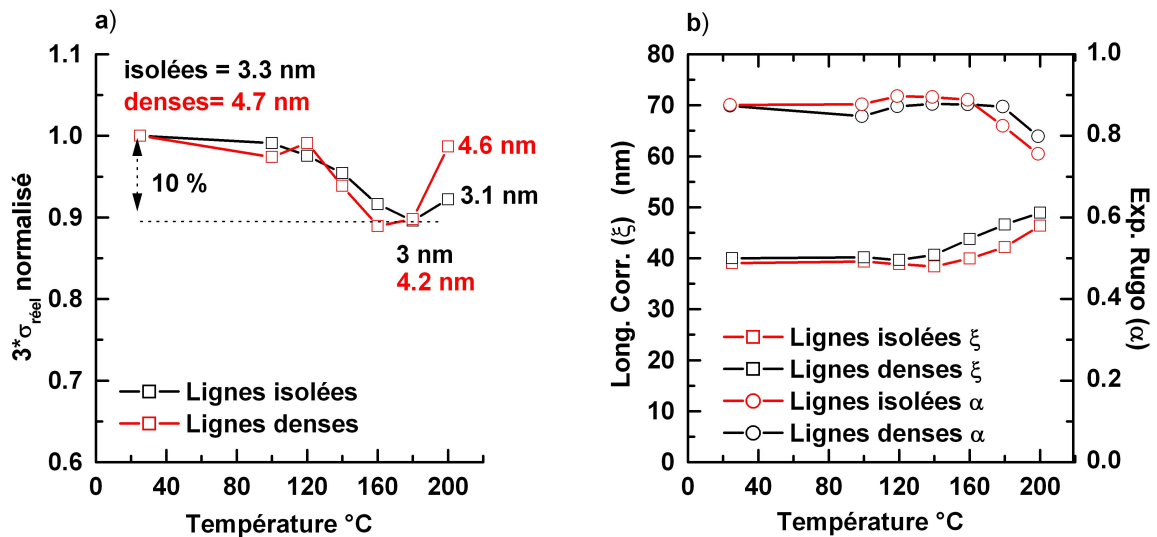 a)
1.1
1.0
0.9
0.8
0.7
0.6
3*σréel normalisé
isolées = 3.3 nm
denses= 4.7 nm
10 %
4.6 nm
3.1 nm
3 nm
4.2 nm
Lignes isolées
Lignes denses
0 40 80 120 160 200
Température °C
b)
80
70
60
50
40
30
20
10
0
Long. Corr. (ξ) (nm)
1.0
0.8
0.6
0.4
0.2
0.0
Exp. Rugo (α)
Lignes isolées ξ
Lignes denses ξ
Lignes isolées α
Lignes denses α
0 40 80 120 160 200
Température °C